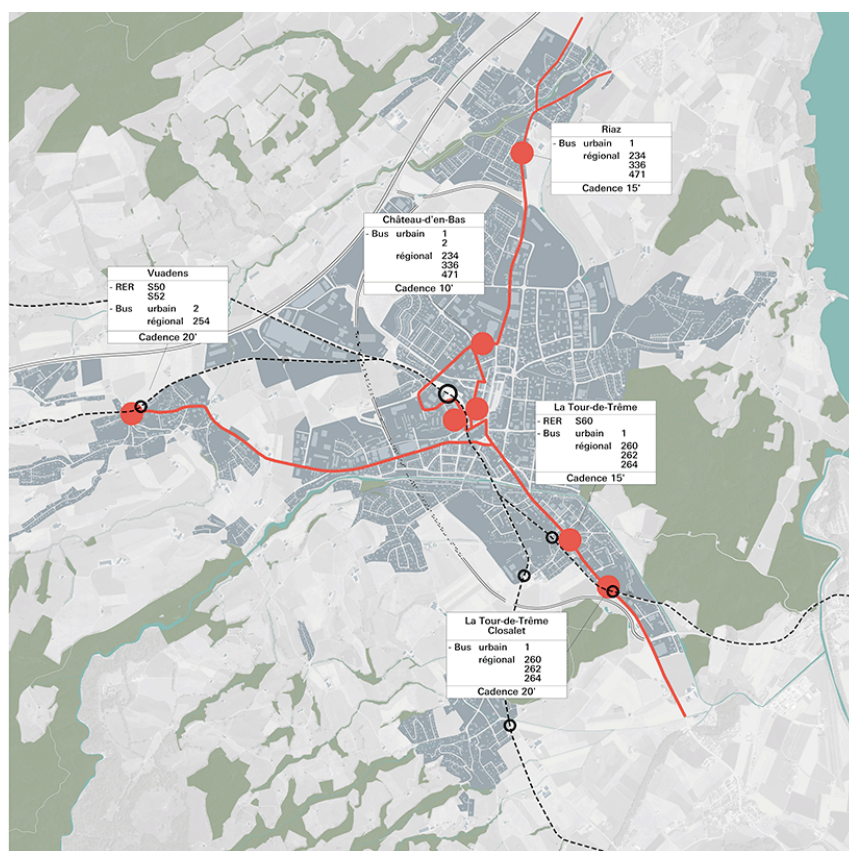 Riaz
- Bus urbain 1
régional 234
336
471
Cadence 15'
Château-d'en-Bas
- Bus urbain 1
2
régional 234
336
471
Cadence 10'
Vuadens
- RER S50
S52
- Bus urbain 2
régional 254
Cadence 20'
La Tour-de-Trême
- RER S60
- Bus urbain 1
régional 260
262
264
Cadence 15'
La Tour-de-Trême
Closalet
- Bus urbain 1
régional 260
262
264
Cadence 20'